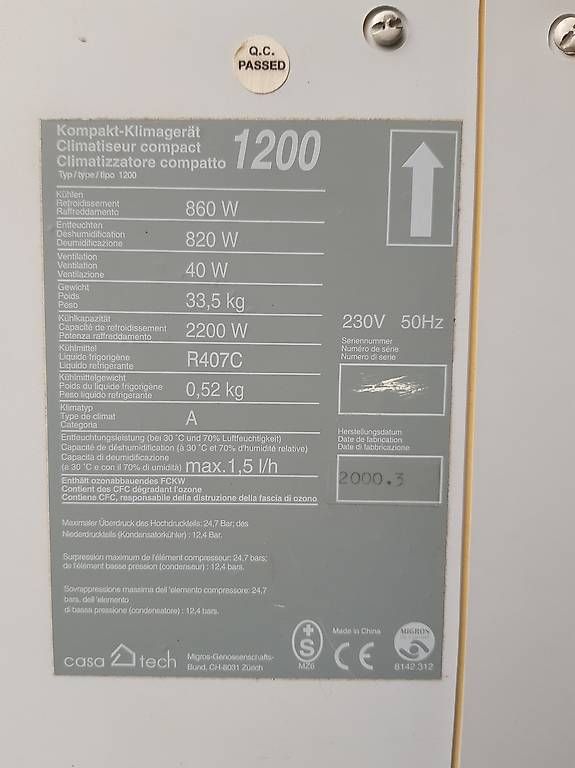 Q.C.
PASSED
Kompakt-Klimagerät
Climatiseur compact
Climatizzatore compatto
1200
Typ/type/tipo 1200
Kühlen
Refroidissement
Raffreddamento
860 W
Entfeuchten
Déshumidification
Deumidificazione
820 W
Ventilation
Ventilation
Ventilazione
40 W
Gewicht
Poids
Peso
33,5 kg
Kühlkapazität
Capacité de refroidissement
Potenza raffreddamento
2200 W
Kühlmittel
Liquide frigorigène
Liquido refrigerante
R407C
Kühlmittelgewicht
Poids du liquide frigorigène
Peso liquido refrigerante
0,52 kg
Klimatyp
Type de climat
Categoria
A
Entfeuchtungsleistung (bei 30 °C und 70% Luftfeuchtigkeit)
Capacité de déshumidification (à 30 °C et 70% d'humidité relative)
Capacità di deumidificazione
(a 30 °C e con il 70% di umidità)
max. 1,5 l/h
Enthält ozonabbauendes FCKW
Contient des CFC dégradant l'ozone
Contiene CFC, responsabile della distruzione della fascia di ozono
Maximaler Überdruck des Hochdruckteils: 24,7 Bar; des
Niederdruckteils (Kondensatorkühler) : 12,4 Bar.
Surpression maximum de l'élément compresseur: 24,7 bars;
de l'élément basse pression (condenseur) : 12,4 bars.
Sovrappressione massima dell 'elemento compressore: 24,7
bars. dell 'elemento
di bassa pressione (condensatore) : 12,4 bars.
230V 50Hz
Seriennummer
Numéro de série
Numero di serie
Herstellungsdatum
Date de fabrication
Date di fabbricazione
2000.3
casa tech
Migros-Genossenschafts-
Bund, CH-8031 Zürich
+
S
MZ6
Made in China
CE
MIGROS
8142 312